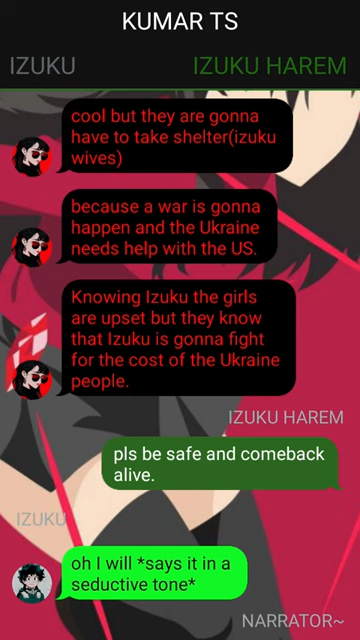 KUMAR TS
IZUKU
IZUKU HAREM
cool but they are gonna
have to take shelter(izuku
wives)
because a war is gonna
happen and the Ukraine
needs help with the US.
Knowing Izuku the girls
are upset but they know
that Izuku is gonna fight
for the cost of the Ukraine
people.
IZUKU HAREM
pls be safe and comeback
alive.
IZUKU
oh I will *says it in a
seductive tone*
NARRATOR~